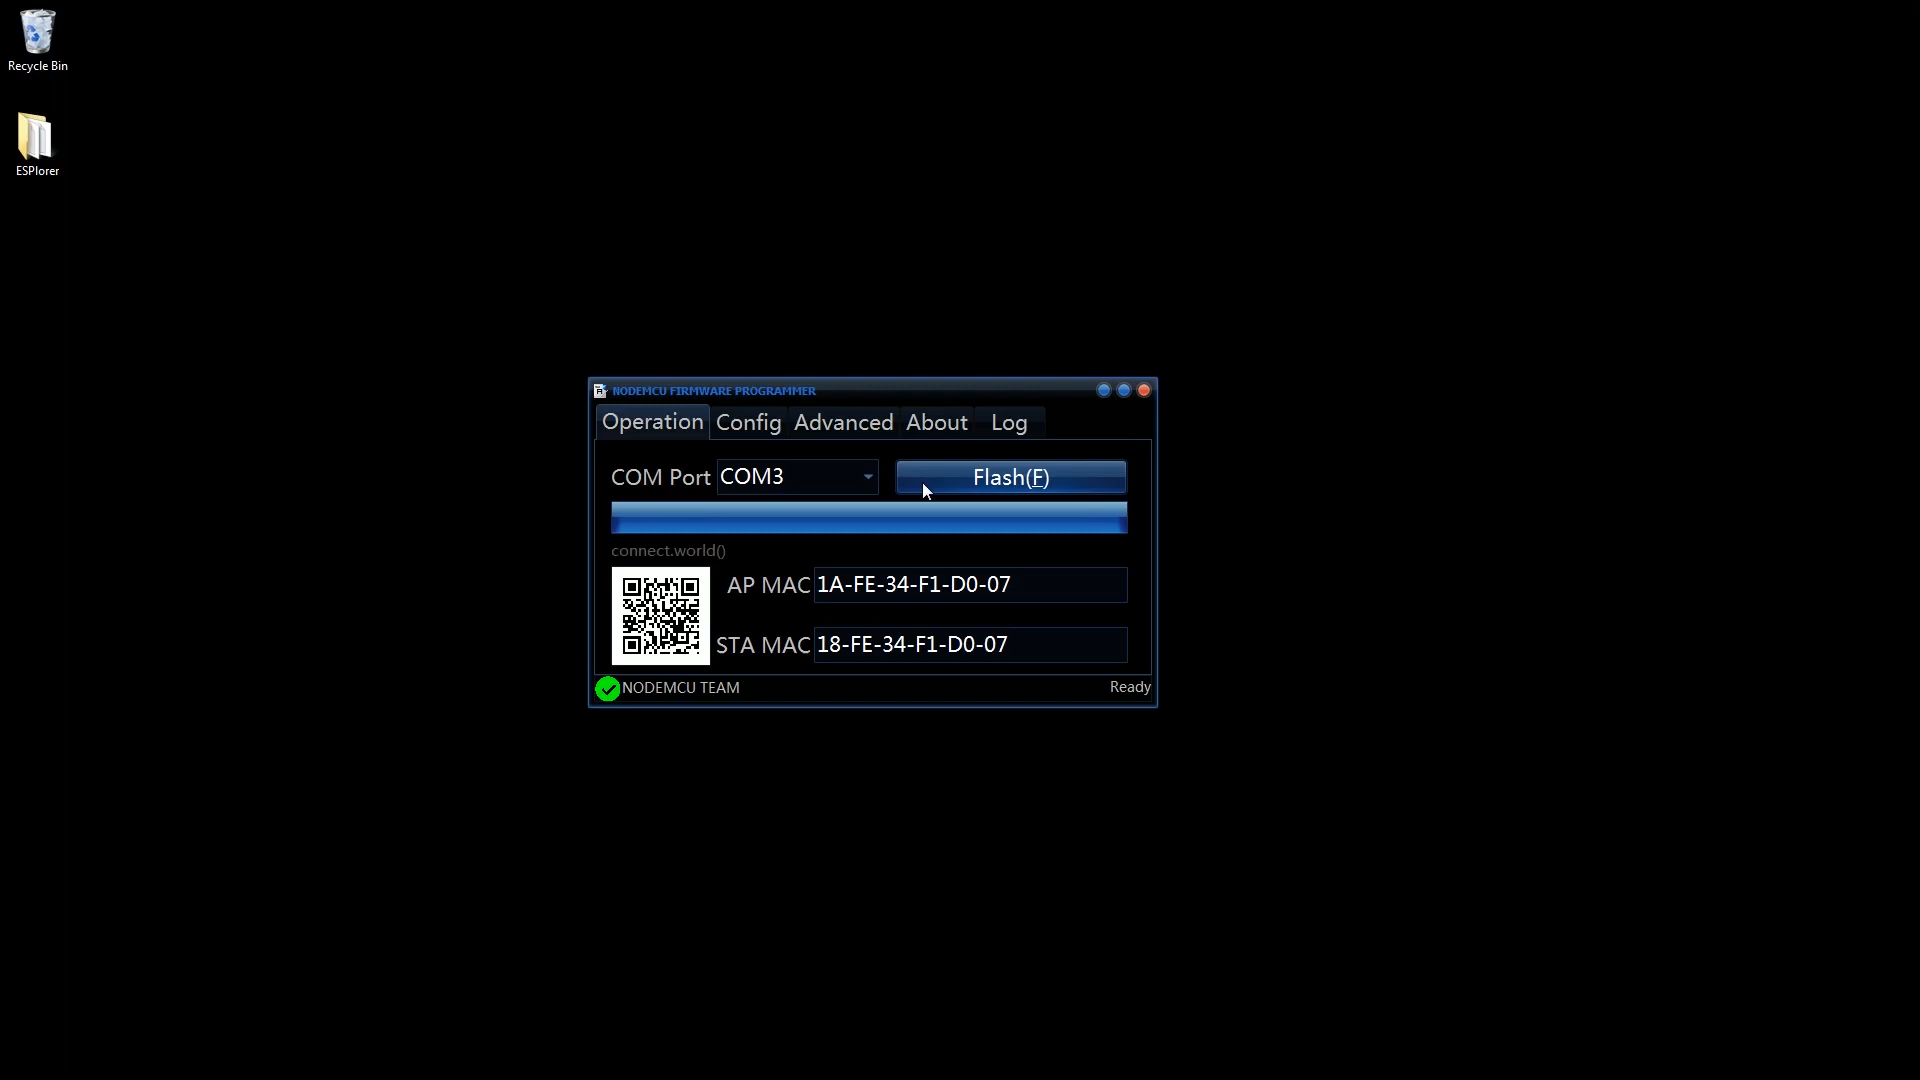 Recycle Bin
ESPlorer
NODEMCU FIRMWARE PROGRAMMER
Operation Config Advanced About Log
COM Port COM3 Flash(F)
connect.world()
AP MAC 1A-FE-34-F1-D0-07
STA MAC 18-FE-34-F1-D0-07
NODEMCU TEAM Ready